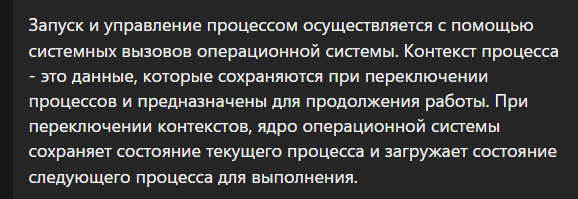 Запуск и управление процессом осуществляется с помощью
системных вызовов операционной системы. Контекст процесса
- это данные, которые сохраняются при переключении
процессов и предназначены для продолжения работы. При
переключении контекстов, ядро операционной системы
сохраняет состояние текущего процесса и загружает состояние
следующего процесса для выполнения.